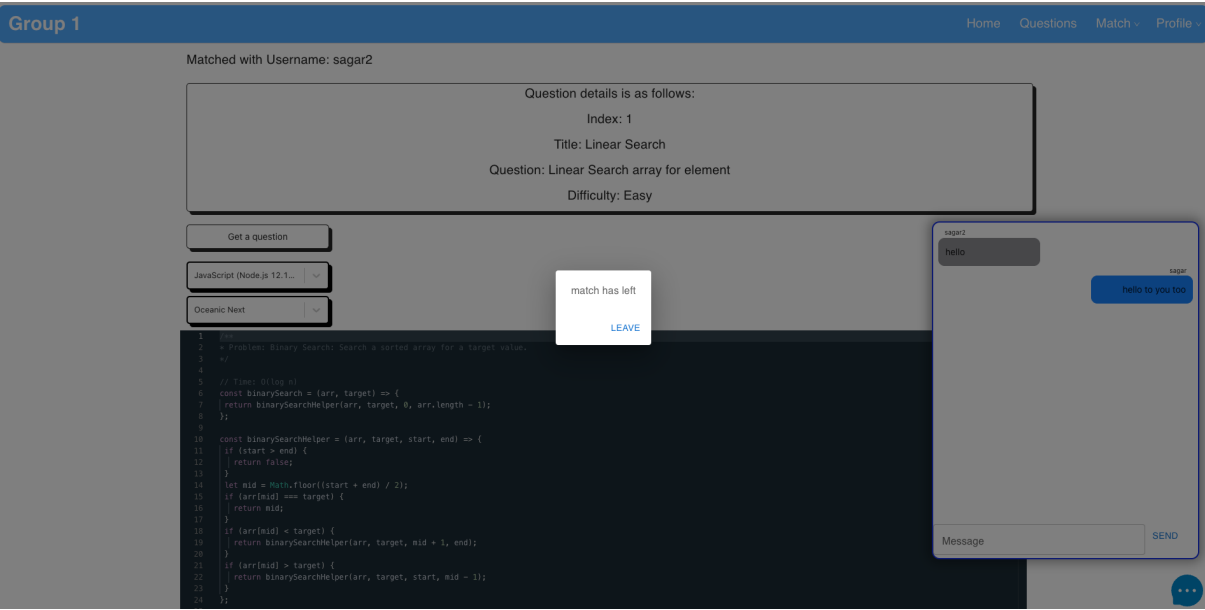 Group 1
Home Questions Match Profile
Matched with Username: sagar2
Question details is as follows:
Index: 1
Title: Linear Search
Question: Linear Search array for element
Difficulty: Easy
Get a question
JavaScript (Node.js 12.1...
Oceanic Next
match has left
LEAVE
sagar2
hello
sagar
hello to you too
Message
SEND
1 /**
2 * Problem: Binary Search: Search a sorted array for a target value.
3 */
4
5 // Time: O(log n)
6 const binarySearch = (arr, target) => {
7 return binarySearchHelper(arr, target, 0, arr.length - 1);
8 };
9
10 const binarySearchHelper = (arr, target, start, end) => {
11 if (start > end) {
12 return false;
13 }
14 let mid = Math.floor((start + end) / 2);
15 if (arr[mid] === target) {
16 return mid;
17 }
18 if (arr[mid] < target) {
19 return binarySearchHelper(arr, target, mid + 1, end);
20 }
21 if (arr[mid] > target) {
22 return binarySearchHelper(arr, target, start, mid - 1);
23 }
24 };